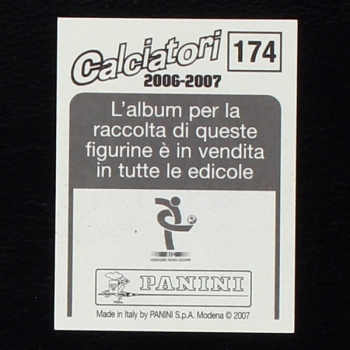 Calciatori
174
2006-2007
L'album per la
raccolta di queste
figurine è in vendita
in tutte le edicole
PANINI
Made in Italy by PANINI S.p.A. Modena © 2007